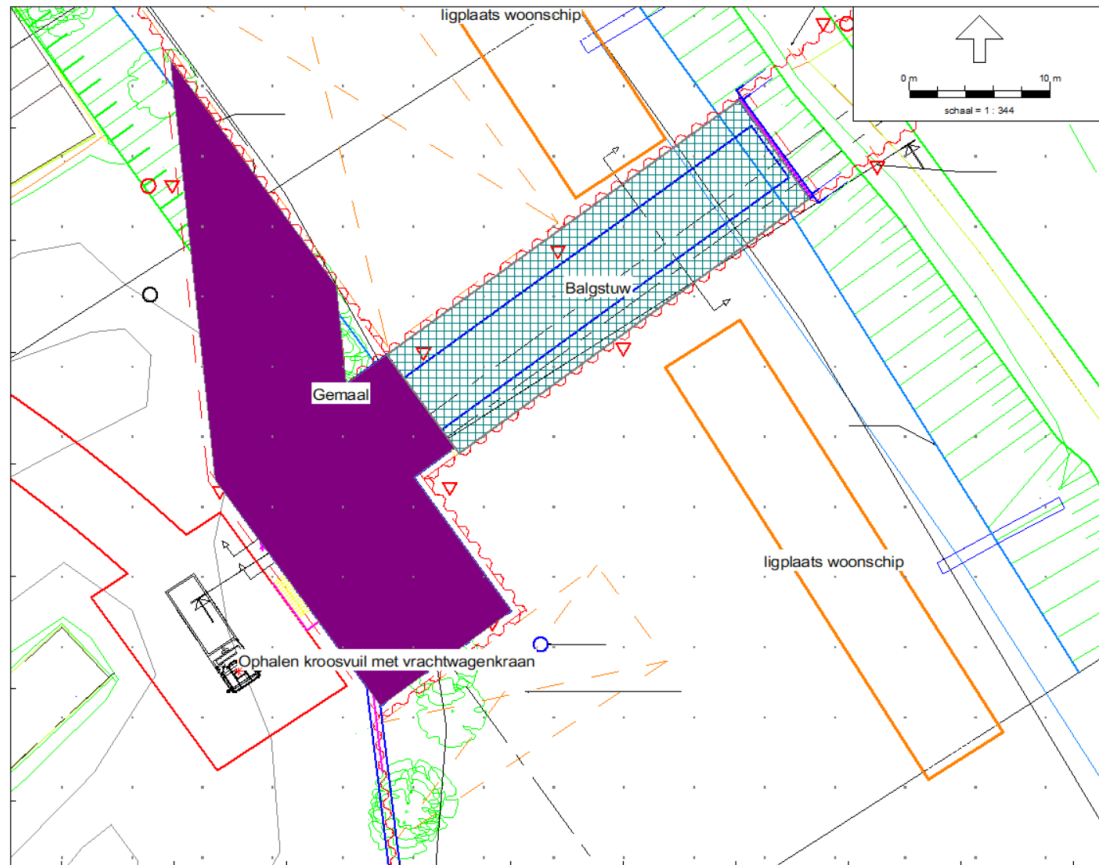 ligplaats woonschip
0 m 10 m
schaal = 1 : 344
Balgstuw
Gemaal
ligplaats woonschip
Ophalen kroosvuil met vrachtwagenkraan